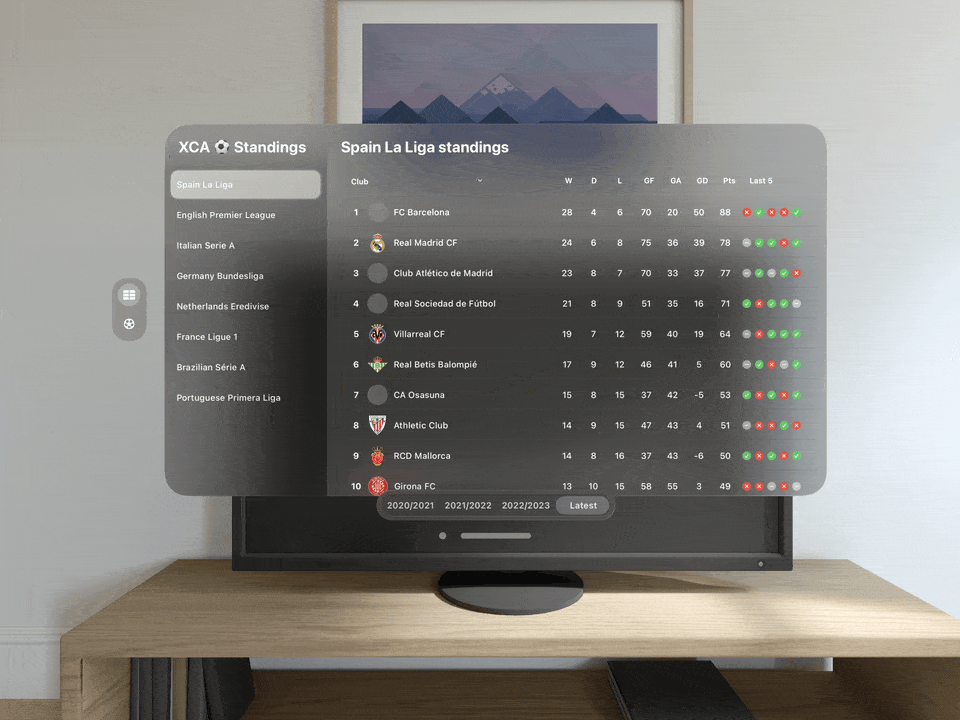 XCA ⚽ Standings
Spain La Liga
English Premier League
Italian Serie A
Germany Bundesliga
Netherlands Eredivise
France Ligue 1
Brazilian Série A
Portuguese Primera Liga
Spain La Liga standings
Club W D L GF GA GD Pts Last 5
1 FC Barcelona 28 4 6 70 20 50 88
2 Real Madrid CF 24 6 8 75 36 39 78
3 Club Atlético de Madrid 23 8 7 70 33 37 77
4 Real Sociedad de Fútbol 21 8 9 51 35 16 71
5 Villarreal CF 19 7 12 59 40 19 64
6 Real Betis Balompié 17 9 12 46 41 5 60
7 CA Osasuna 15 8 15 37 42 -5 53
8 Athletic Club 14 9 15 47 43 4 51
9 RCD Mallorca 14 8 16 37 43 -6 50
10 Girona FC 13 10 15 58 55 3 49
2020/2021 2021/2022 2022/2023 Latest